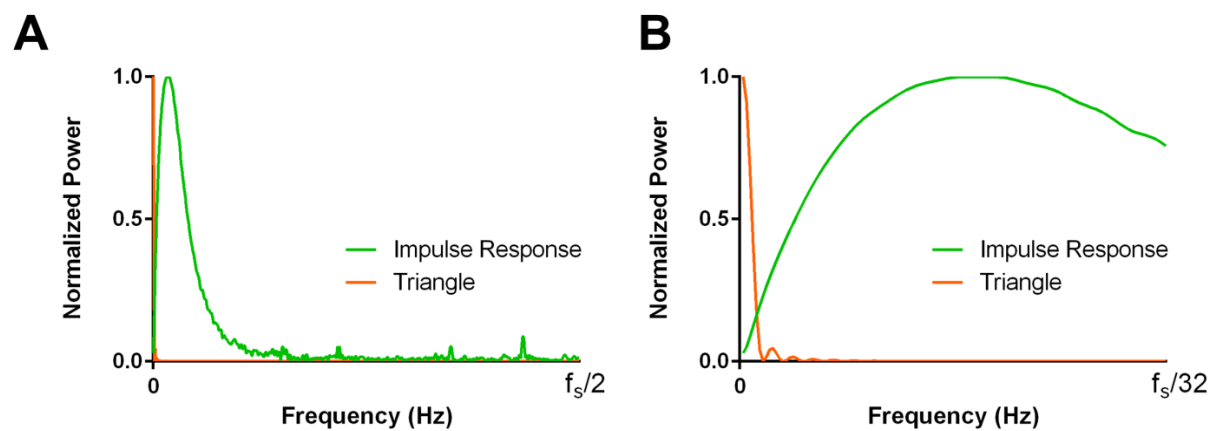 A
Normalized Power
1.0
0.5
0.0
Impulse Response
Triangle
0
fₛ/2
Frequency (Hz)
B
Normalized Power
1.0
0.5
0.0
Impulse Response
Triangle
0
fₛ/32
Frequency (Hz)